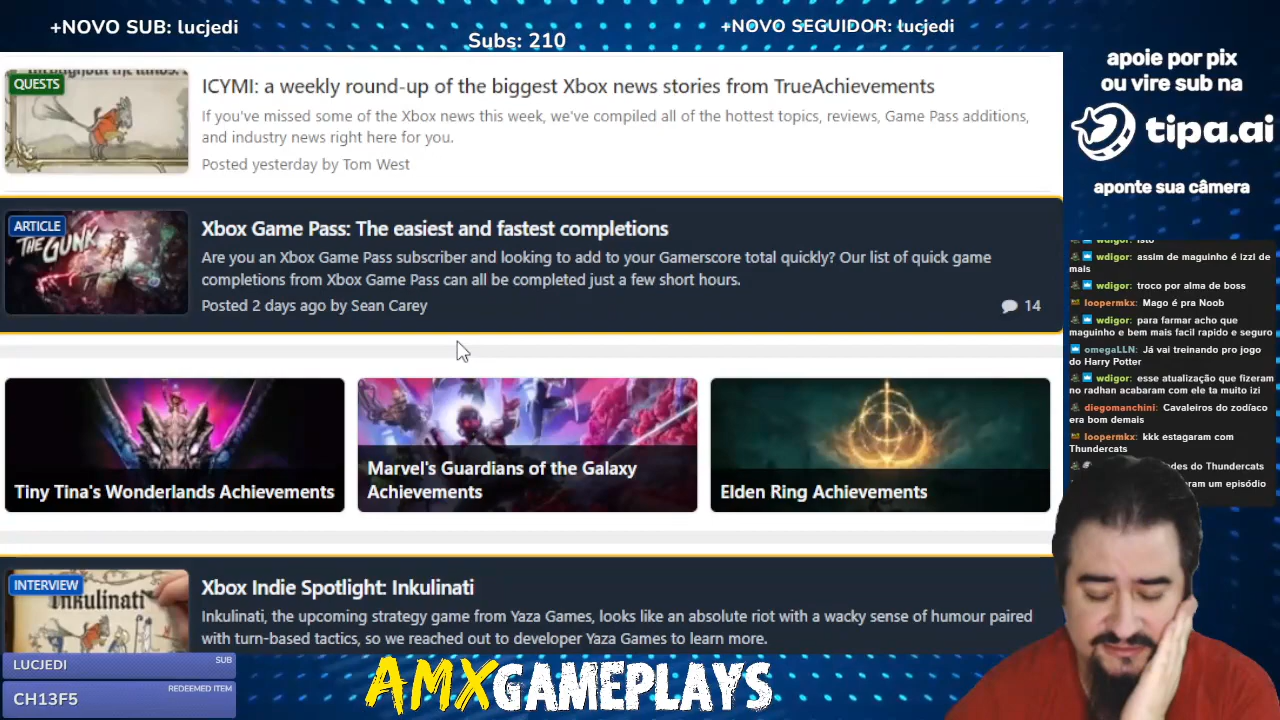 +NOVO SUB: lucjedi
Subs: 210
+NOVO SEGUIDOR: lucjedi
QUESTS
ICYMI: a weekly round-up of the biggest Xbox news stories from TrueAchievements
If you've missed some of the Xbox news this week, we've compiled all of the hottest topics, reviews, Game Pass additions,
and industry news right here for you.
Posted yesterday by Tom West
ARTICLE
THE GUNK
Xbox Game Pass: The easiest and fastest completions
Are you an Xbox Game Pass subscriber and looking to add to your Gamerscore total quickly? Our list of quick game
completions from Xbox Game Pass can all be completed just a few short hours.
Posted 2 days ago by Sean Carey
14
Tiny Tina's Wonderlands Achievements
Marvel's Guardians of the Galaxy
Achievements
Elden Ring Achievements
INTERVIEW
Inkulinati
Xbox Indie Spotlight: Inkulinati
Inkulinati, the upcoming strategy game from Yaza Games, looks like an absolute riot with a wacky sense of humour paired
with turn-based tactics, so we reached out to developer Yaza Games to learn more.
LUCJEDI
SUB
CH13F5
REDEEMED ITEM
AMXGAMEPLAYS
apoie por pix
ou vire sub na
tipa.ai
aponte sua câmera
wdigor: isto
wdigor: assim de maguinho é izzi de
mais
wdigor: troco por alma de boss
loopermkx: Mago é pra Noob
wdigor: para farmar acho que
maguinho e bem mais facil rapido e seguro
omegaLLN: Já vai treinando pro jogo
do Harry Potter
wdigor: esse atualização que fizeram
no radhan acabaram com ele ta muito izi
diegomanchini: Cavaleiros do zodíaco
era bom demais
loopermkx: kkk estagaram com
Thundercats
do Thundercats
um episódio